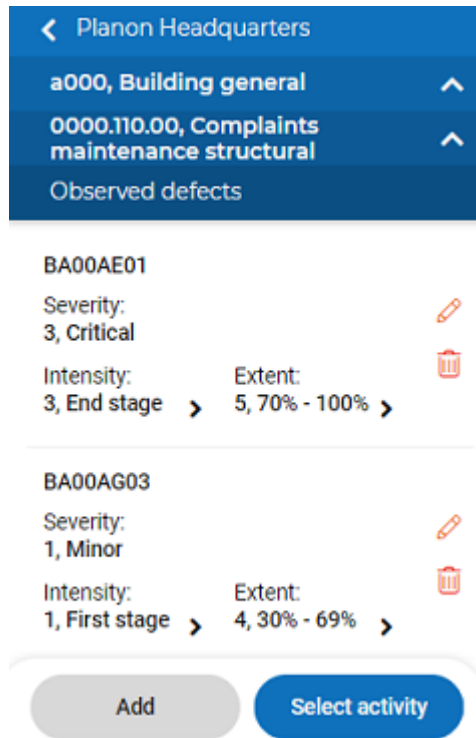 Planon Headquarters
a000, Building general
0000.110.00, Complaints
maintenance structural
Observed defects
BA00AE01
Severity:
3, Critical
Intensity: Extent:
3, End stage 5, 70% - 100%
BA00AG03
Severity:
1, Minor
Intensity: Extent:
1, First stage 4, 30% - 69%
Add Select activity